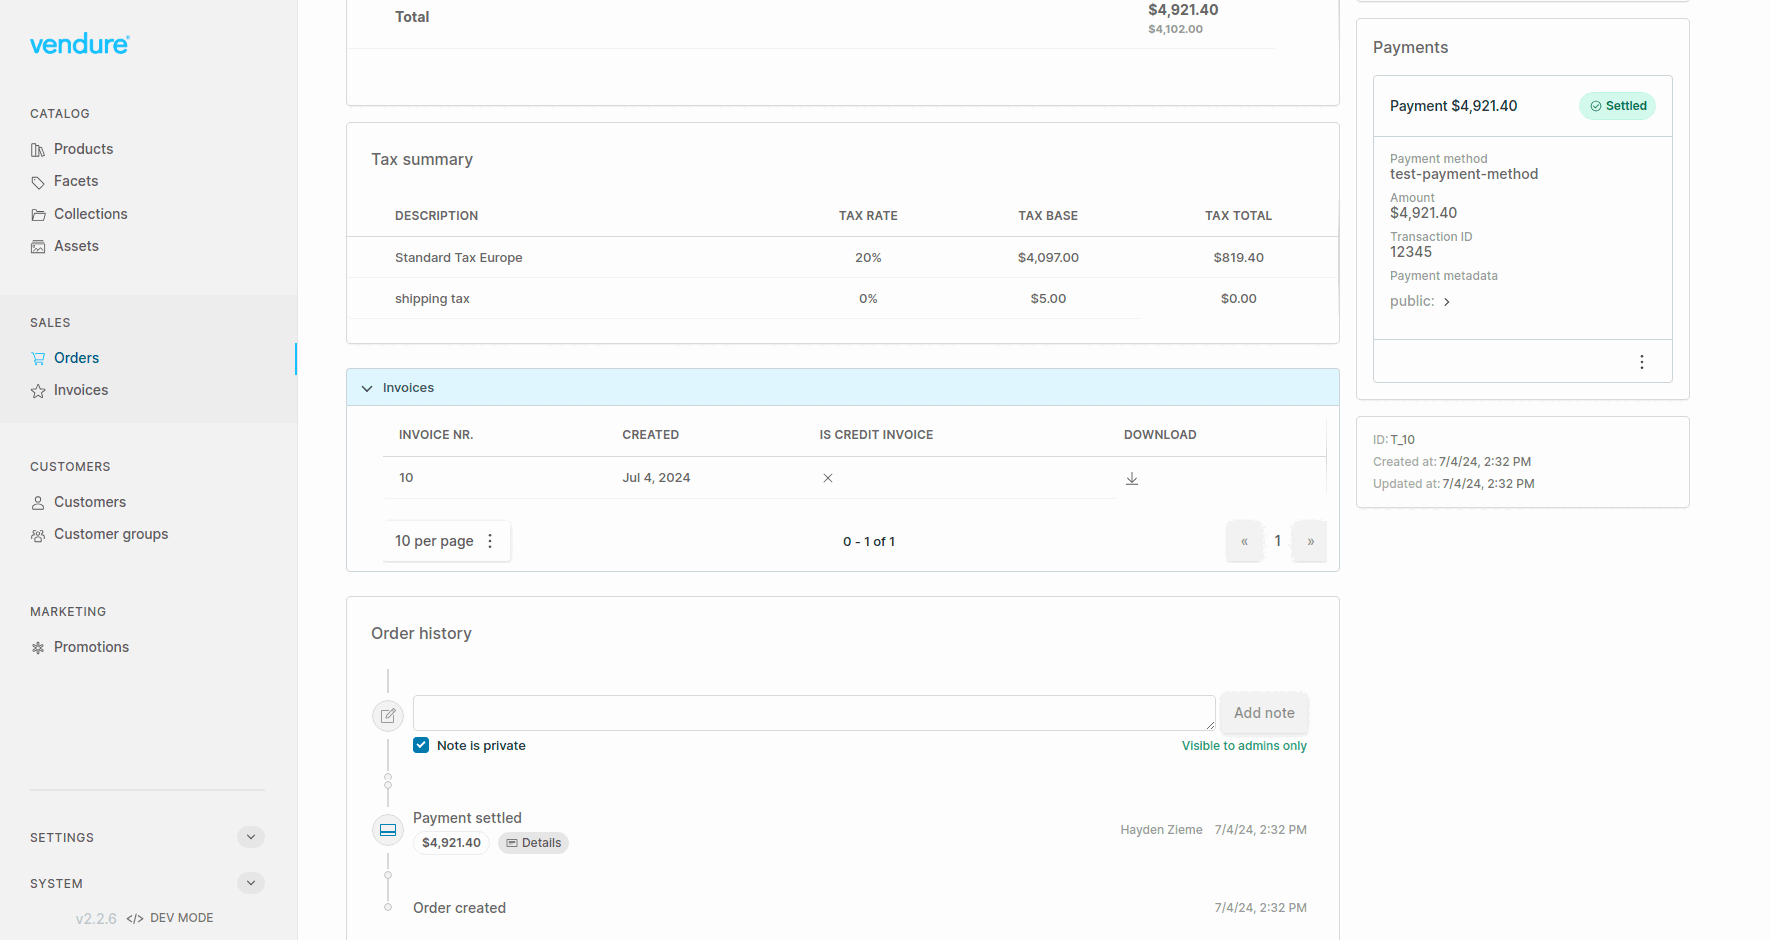 vendure
CATALOG
Products
Facets
Collections
Assets
SALES
Orders
Invoices
CUSTOMERS
Customers
Customer groups
MARKETING
Promotions
SETTINGS
SYSTEM
v2.2.6 </> DEV MODE
Total $4,921.40
$4,102.00
Tax summary
DESCRIPTION TAX RATE TAX BASE TAX TOTAL
Standard Tax Europe 20% $4,097.00 $819.40
shipping tax 0% $5.00 $0.00
Invoices
INVOICE NR. CREATED IS CREDIT INVOICE DOWNLOAD
10 Jul 4, 2024
10 per page 0 - 1 of 1 « 1 »
Order history
Add note
Note is private Visible to admins only
Payment settled
$4,921.40 Details Hayden Zieme 7/4/24, 2:32 PM
Order created 7/4/24, 2:32 PM
Payments
Payment $4,921.40 Settled
Payment method
test-payment-method
Amount
$4,921.40
Transaction ID
12345
Payment metadata
public:
ID: T_10
Created at: 7/4/24, 2:32 PM
Updated at: 7/4/24, 2:32 PM